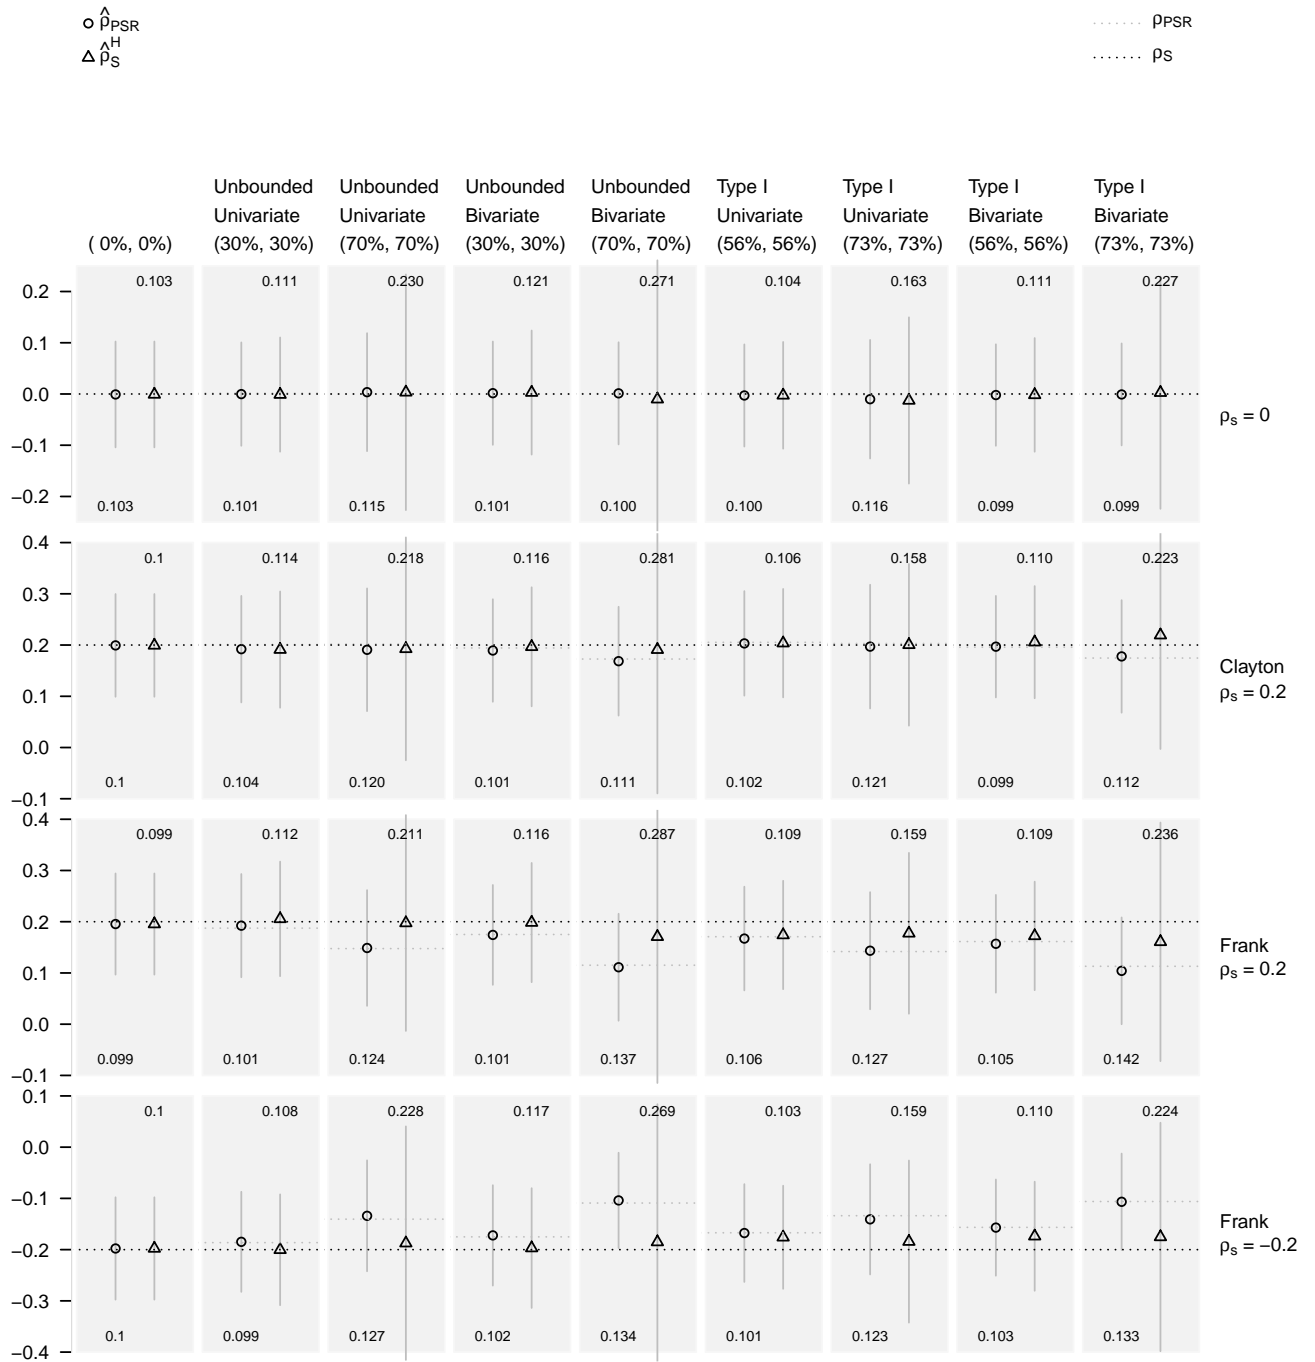 ρ̂PSR
ρPSR
ρ̂SH
ρS
Unbounded Unbounded Unbounded Unbounded Type I Type I Type I Type I
Univariate Univariate Bivariate Bivariate Univariate Univariate Bivariate Bivariate
( 0%, 0%) (30%, 30%) (70%, 70%) (30%, 30%) (70%, 70%) (56%, 56%) (73%, 73%) (56%, 56%) (73%, 73%)
0.103 0.111 0.230 0.121 0.271 0.104 0.163 0.111 0.227
0.2
0.1
0.0
ρs = 0
−0.1
−0.2
0.103 0.101 0.115 0.101 0.100 0.100 0.116 0.099 0.099
0.4
0.1 0.114 0.218 0.116 0.281 0.106 0.158 0.110 0.223
0.3
0.2
Clayton
ρs = 0.2
0.1
0.0
0.1 0.104 0.120 0.101 0.111 0.102 0.121 0.099 0.112
−0.1
0.4
0.099 0.112 0.211 0.116 0.287 0.109 0.159 0.109 0.236
0.3
0.2
Frank
ρs = 0.2
0.1
0.0
0.099 0.101 0.124 0.101 0.137 0.106 0.127 0.105 0.142
−0.1
0.1
0.1 0.108 0.228 0.117 0.269 0.103 0.159 0.110 0.224
0.0
−0.1
Frank
ρs = −0.2
−0.2
−0.3
0.1 0.099 0.127 0.102 0.134 0.101 0.123 0.103 0.133
−0.4